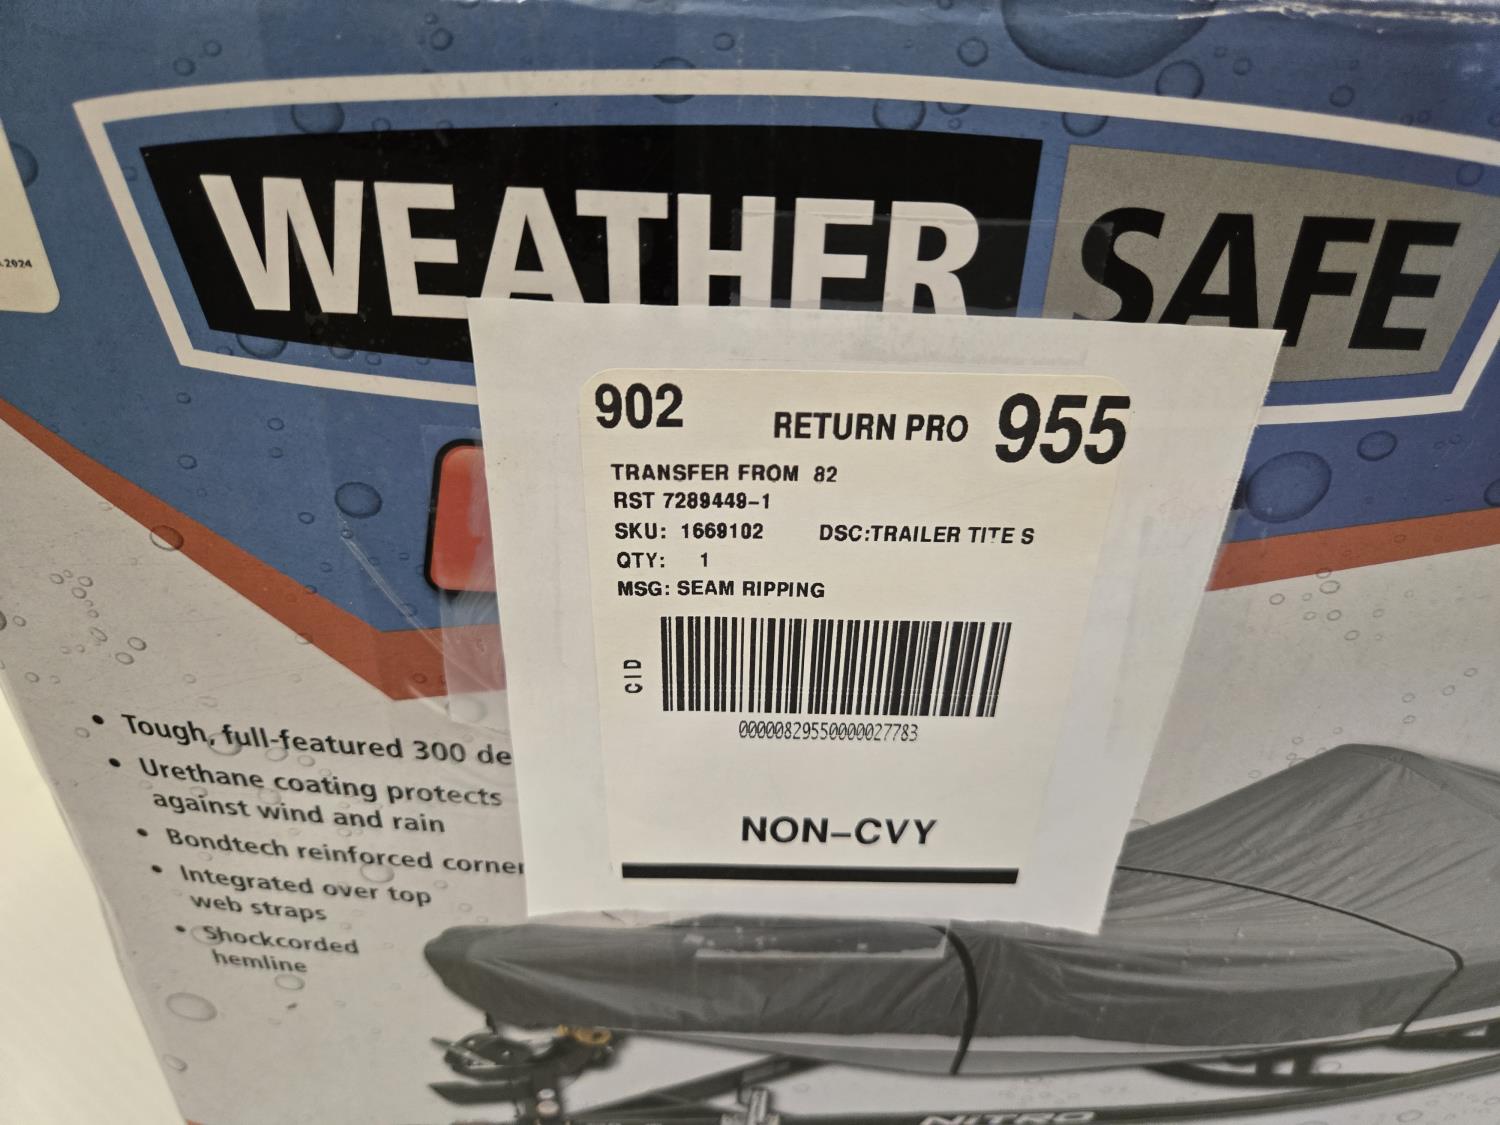 .2024
WEATHER SAFE
902 RETURN PRO 955
TRANSFER FROM 82
RST 7289449-1
SKU: 1669102 DSC:TRAILER TITE S
QTY: 1
MSG: SEAM RIPPING
CID
00000829550000027783
NON-CVY
• Tough, full-featured 300 de
• Urethane coating protects
against wind and rain
• Bondtech reinforced corner
• Integrated over top
web straps
• Shockcorded
hemline
NITRO